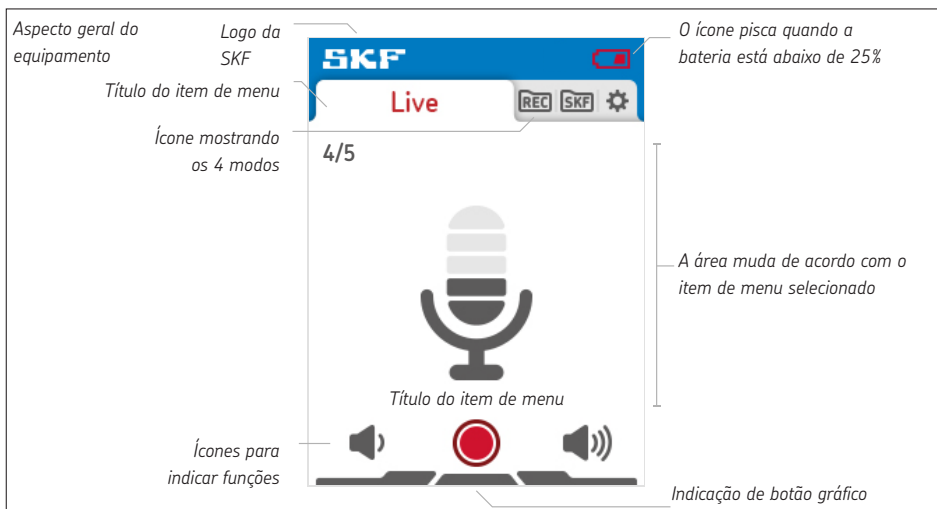 Aspecto geral do
equipamento
Logo da
SKF
O ícone pisca quando a
bateria está abaixo de 25%
SKF
Título do item de menu
Live
REC SKF
Ícone mostrando
os 4 modos
4/5
A área muda de acordo com o
item de menu selecionado
Título do item de menu
Ícones para
indicar funções
Indicação de botão gráfico